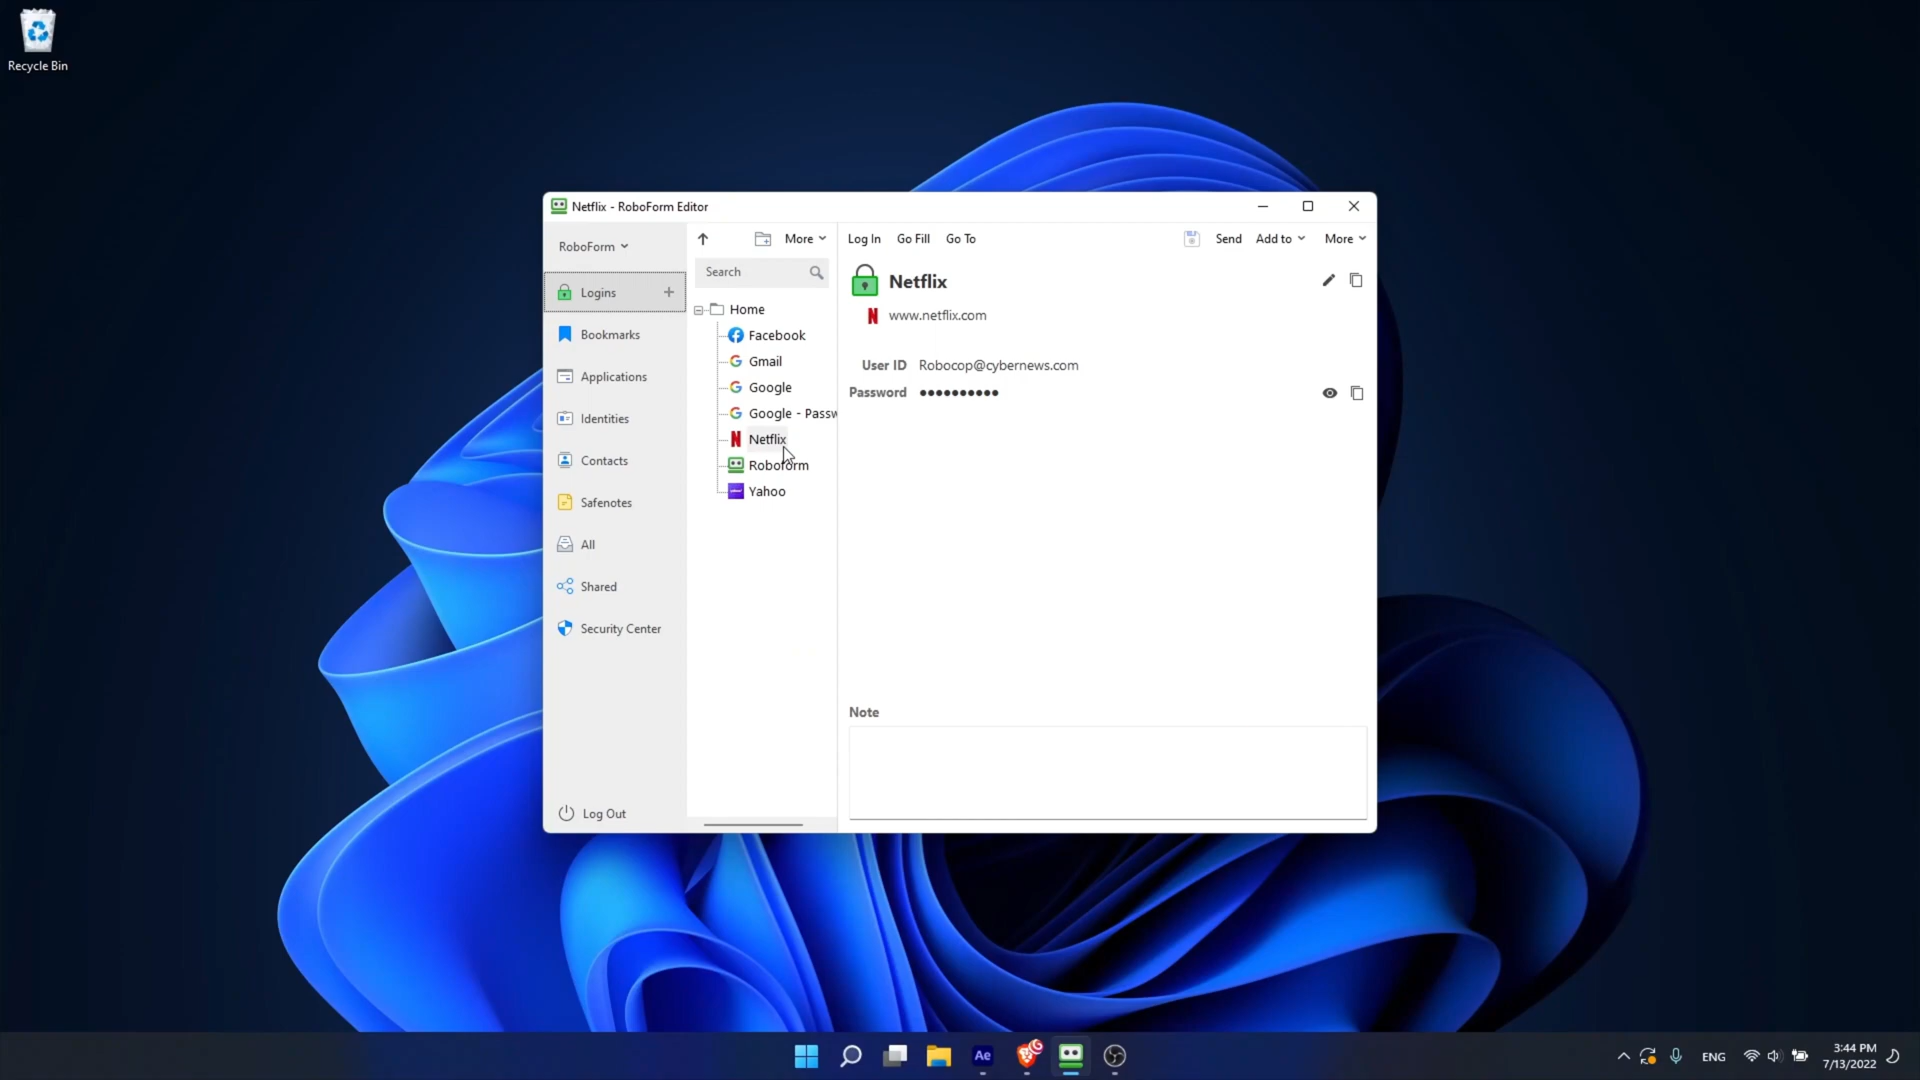 Recycle Bin
Netflix - RoboForm Editor
RoboForm
More
Log In
Go Fill
Go To
Send
Add to
More
Search
Logins
Bookmarks
Applications
Identities
Contacts
Safenotes
All
Shared
Security Center
Log Out
Home
Facebook
Gmail
Google
Google - Passw
Netflix
Roboform
Yahoo
Netflix
N www.netflix.com
User ID Robocop@cybernews.com
Password ●●●●●●●●●●
Note
Ae
ENG
3:44 PM
7/13/2022